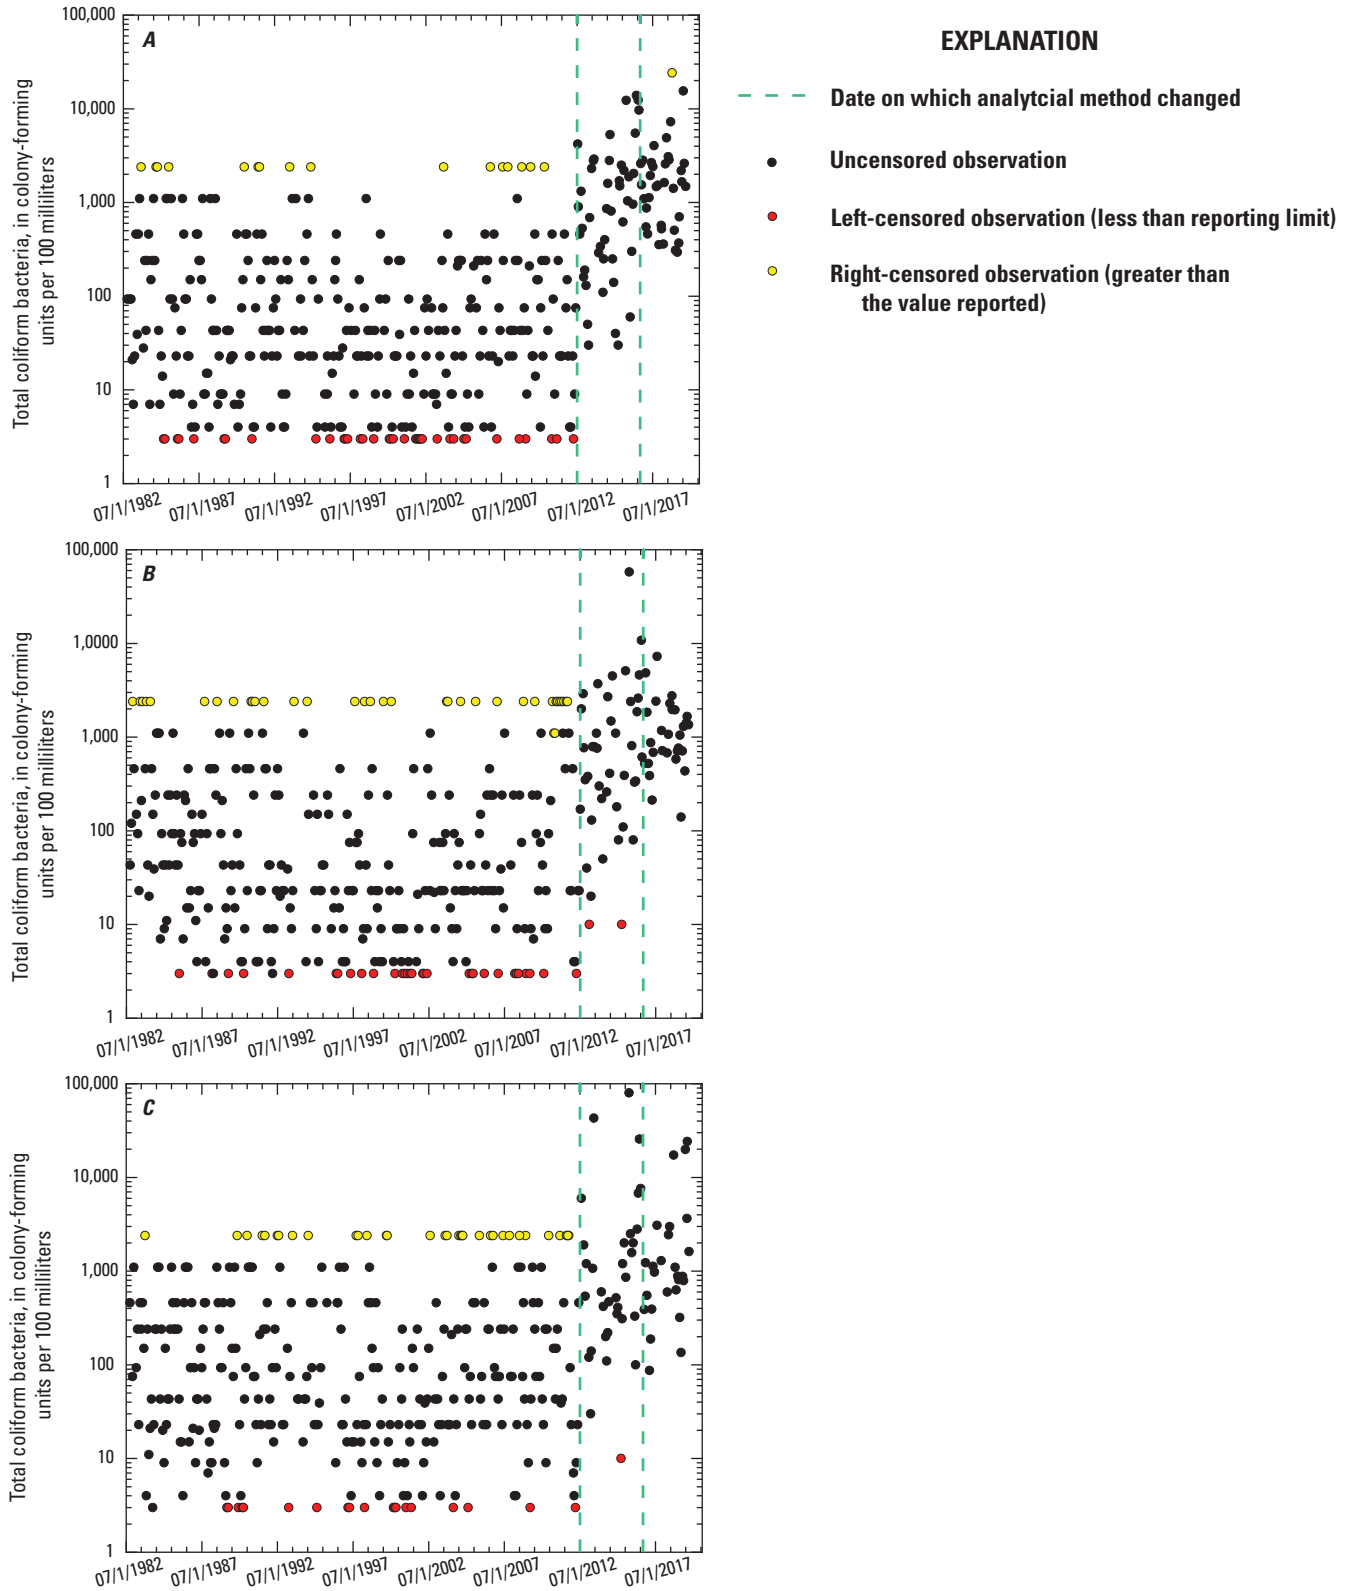 A
100,000
10,000
1,000
100
10
1
Total coliform bacteria, in colony-forming
units per 100 milliliters
07/1/1982 07/1/1987 07/1/1992 07/1/1997 07/1/2002 07/1/2007 07/1/2012 07/1/2017
EXPLANATION
Date on which analytcial method changed
Uncensored observation
Left-censored observation (less than reporting limit)
Right-censored observation (greater than
the value reported)
B
100,000
1,0000
1,000
100
10
1
Total coliform bacteria, in colony-forming
units per 100 milliliters
07/1/1982 07/1/1987 07/1/1992 07/1/1997 07/1/2002 07/1/2007 07/1/2012 07/1/2017
C
100,000
10,000
1,000
100
10
1
Total coliform bacteria, in colony-forming
units per 100 milliliters
07/1/1982 07/1/1987 07/1/1992 07/1/1997 07/1/2002 07/1/2007 07/1/2012 07/1/2017